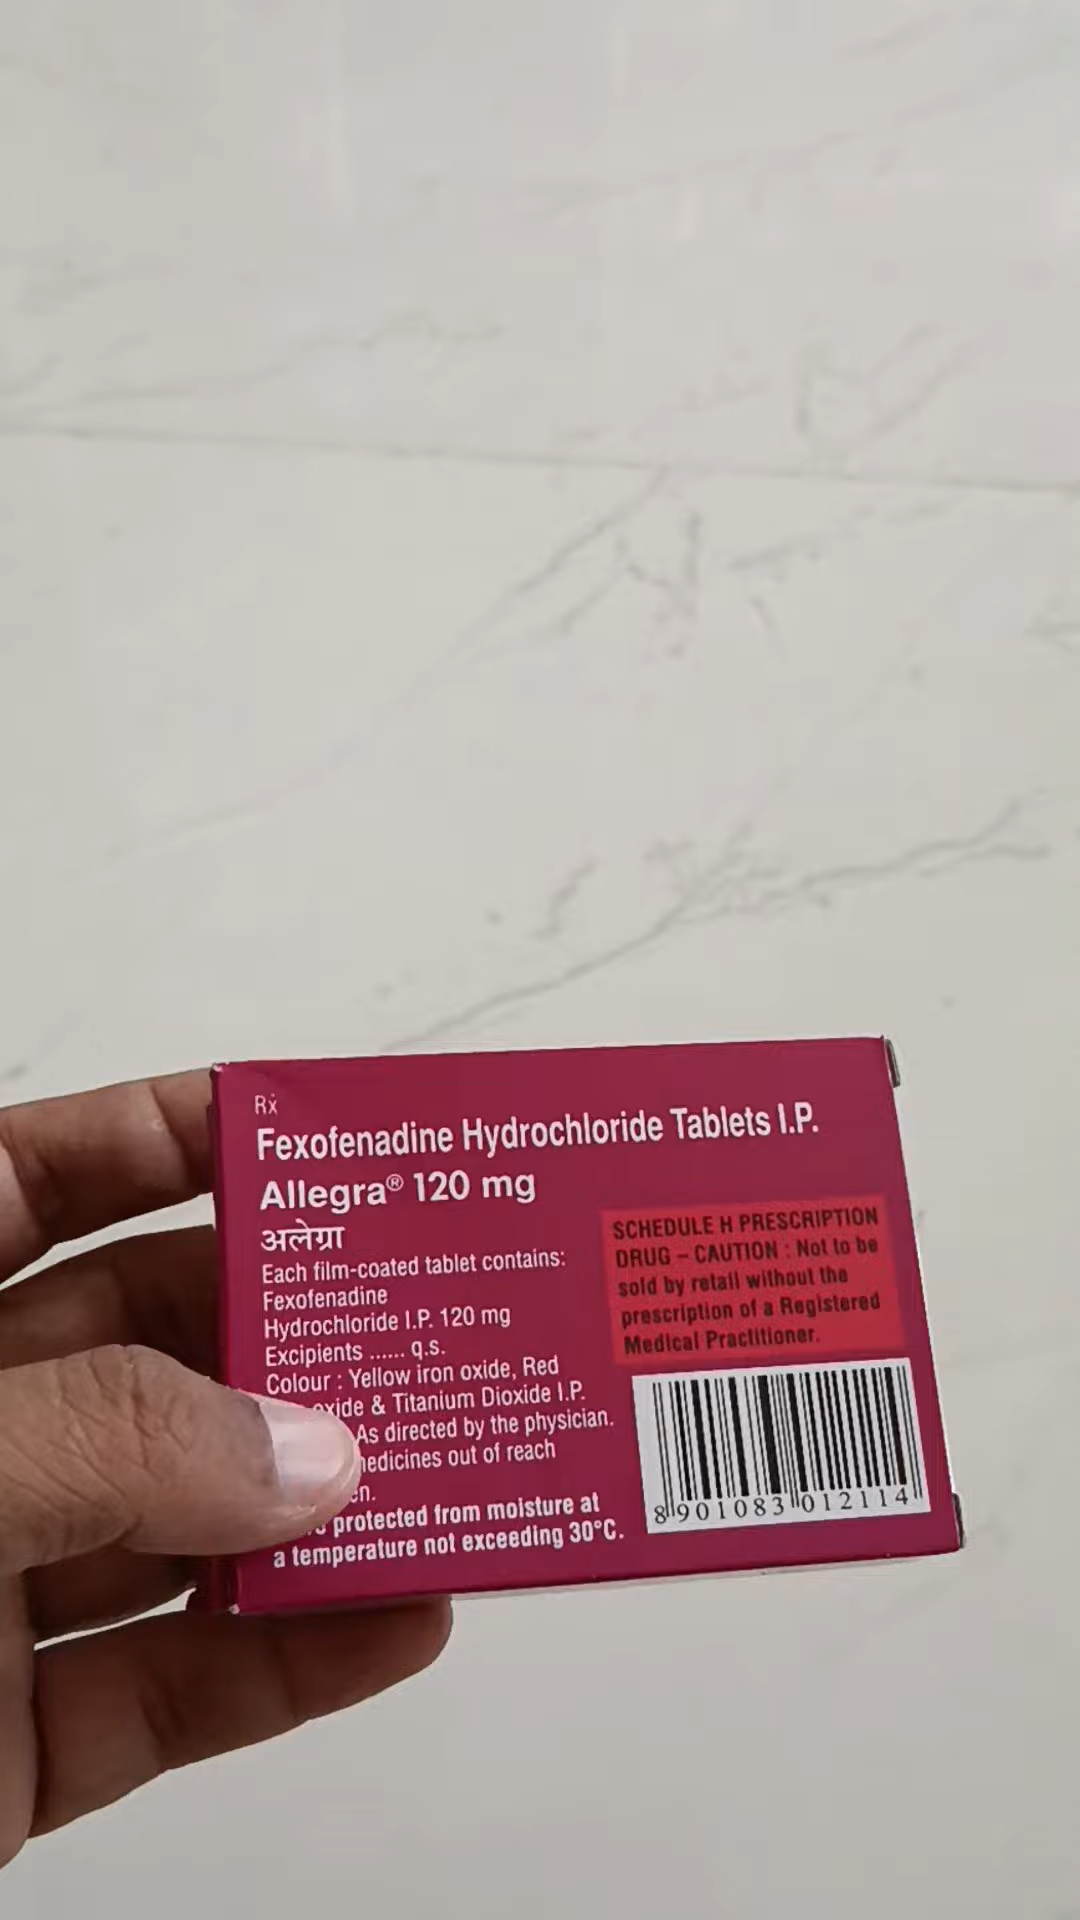 Rx
Fexofenadine Hydrochloride Tablets I.P.
Allegra® 120 mg
अलेग्रा
Each film-coated tablet contains:
Fexofenadine
Hydrochloride I.P. 120 mg
Excipients ...... q.s.
Colour : Yellow iron oxide, Red
oxide & Titanium Dioxide I.P.
As directed by the physician.
medicines out of reach
protected from moisture at
a temperature not exceeding 30°C.
SCHEDULE H PRESCRIPTION
DRUG – CAUTION : Not to be
sold by retail without the
prescription of a Registered
Medical Practitioner.
8 901083 012114